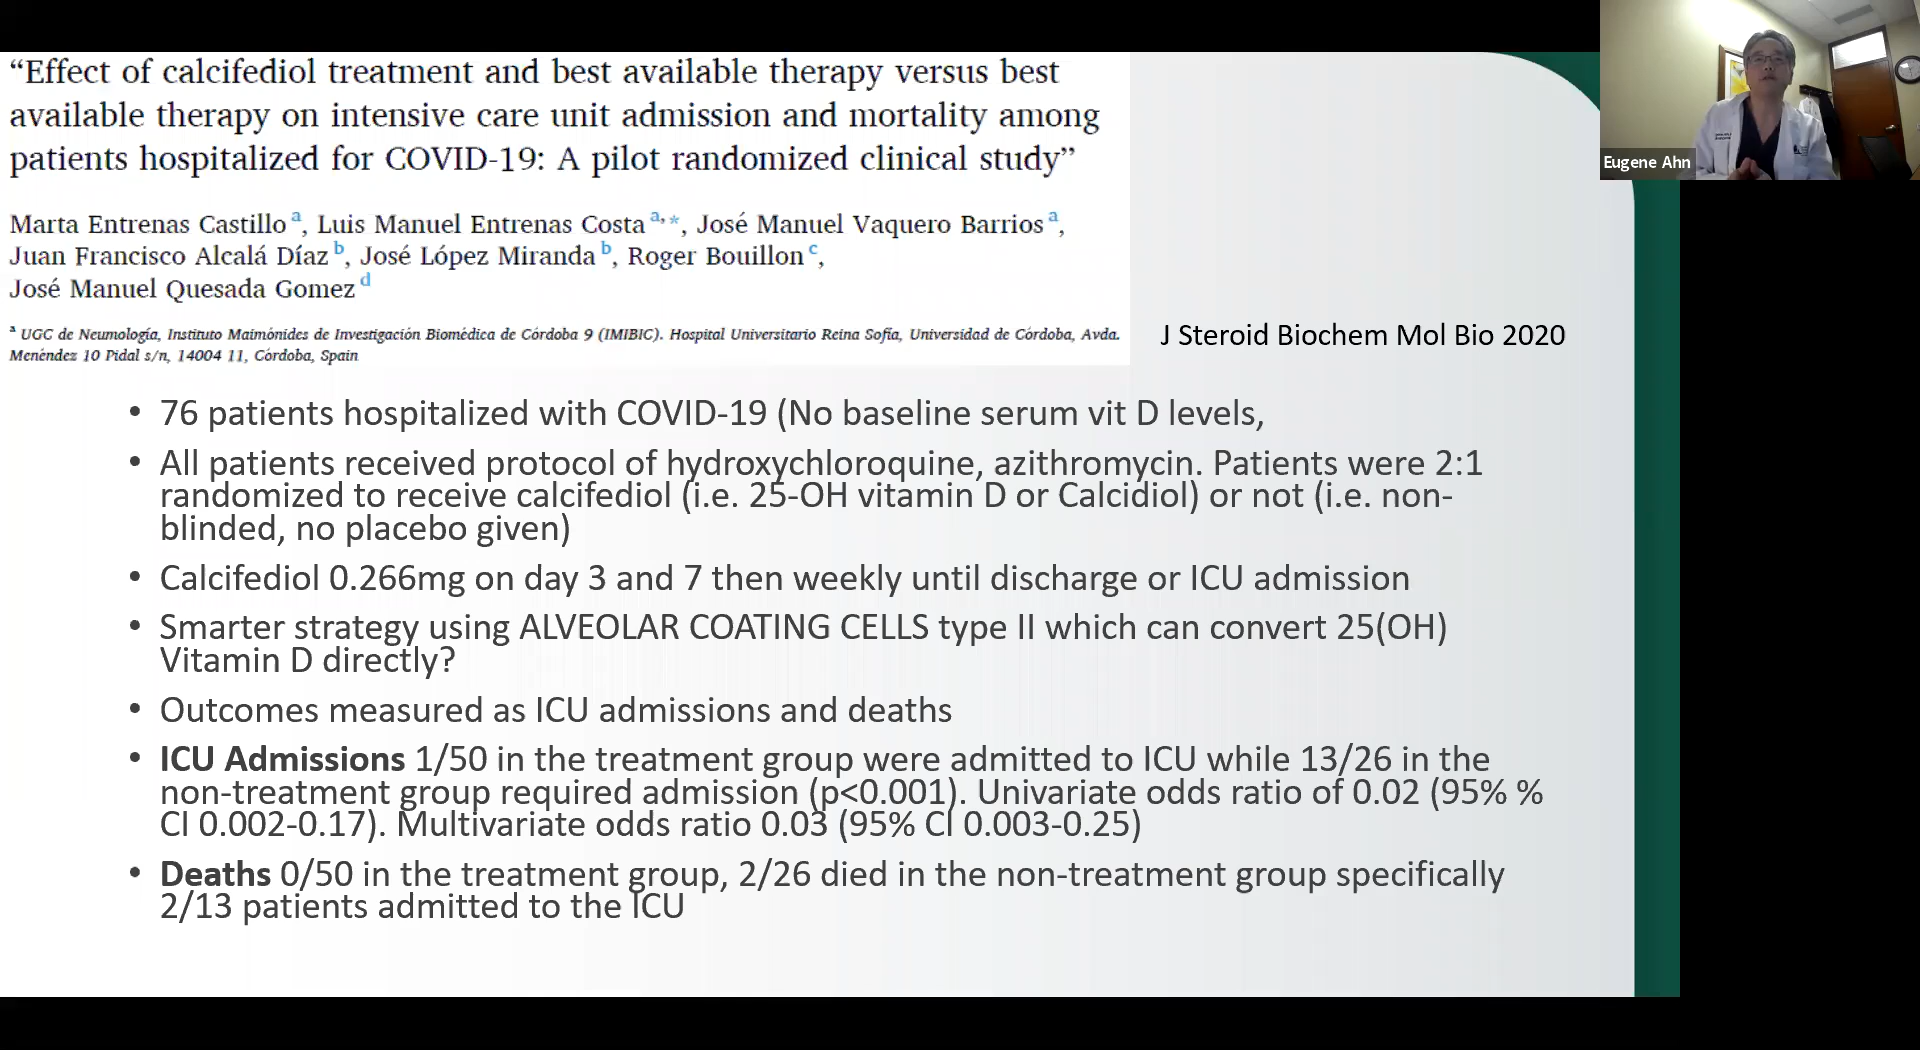 “Effect of calcifediol treatment and best available therapy versus best
available therapy on intensive care unit admission and mortality among
patients hospitalized for COVID-19: A pilot randomized clinical study”
Marta Entrenas Castillo a, Luis Manuel Entrenas Costa a,*, José Manuel Vaquero Barrios a,
Juan Francisco Alcalá Díaz b, José López Miranda b, Roger Bouillon c,
José Manuel Quesada Gomez d
a UGC de Neumología, Instituto Maimónides de Investigación Biomédica de Córdoba 9 (IMIBIC). Hospital Universitario Reina Sofía, Universidad de Córdoba, Avda.
Menéndez 10 Pidal s/n, 14004 11, Córdoba, Spain
J Steroid Biochem Mol Bio 2020
Eugene Ahn
• 76 patients hospitalized with COVID-19 (No baseline serum vit D levels,
• All patients received protocol of hydroxychloroquine, azithromycin. Patients were 2:1
randomized to receive calcifediol (i.e. 25-OH vitamin D or Calcidiol) or not (i.e. non-
blinded, no placebo given)
• Calcifediol 0.266mg on day 3 and 7 then weekly until discharge or ICU admission
• Smarter strategy using ALVEOLAR COATING CELLS type II which can convert 25(OH)
Vitamin D directly?
• Outcomes measured as ICU admissions and deaths
• ICU Admissions 1/50 in the treatment group were admitted to ICU while 13/26 in the
non-treatment group required admission (p<0.001). Univariate odds ratio of 0.02 (95% %
CI 0.002-0.17). Multivariate odds ratio 0.03 (95% CI 0.003-0.25)
• Deaths 0/50 in the treatment group, 2/26 died in the non-treatment group specifically
2/13 patients admitted to the ICU